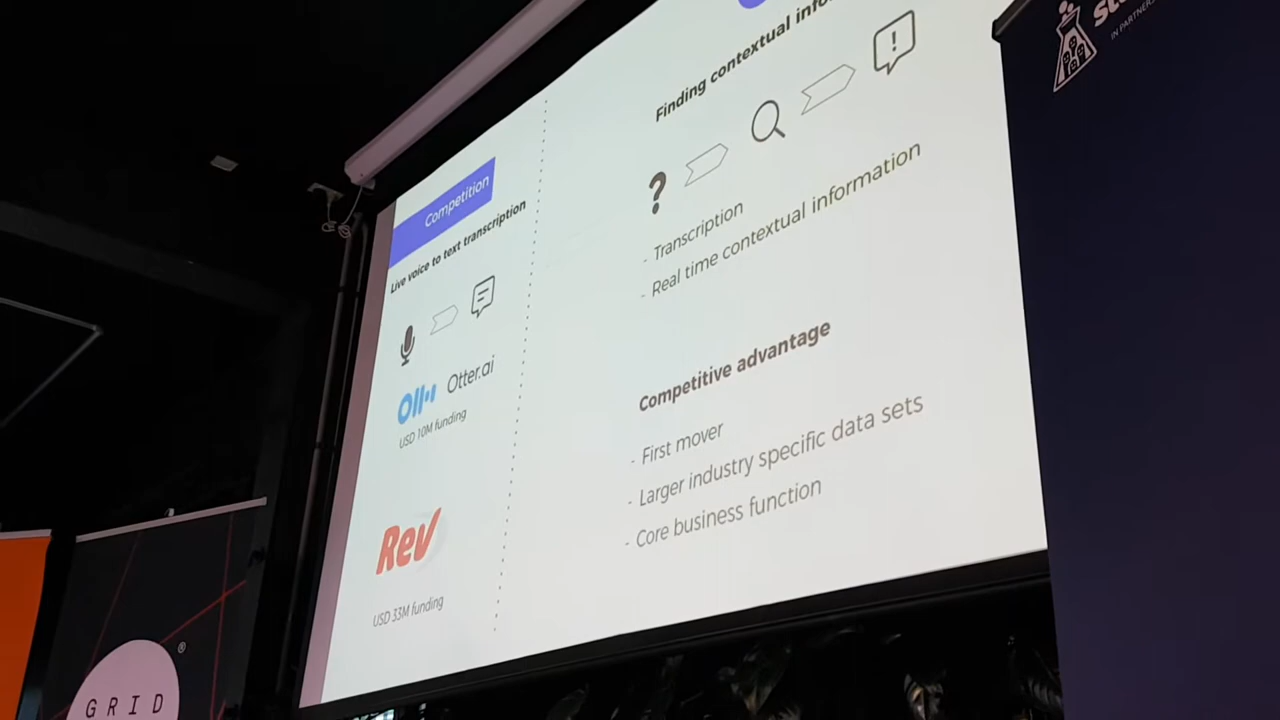 Competition
Live voice to text transcription
Otter.ai
USD 10M funding
Rev
USD 33M funding
Finding contextual
?
!
- Transcription
- Real time contextual information
Competitive advantage
- First mover
- Larger industry specific data sets
- Core business function
GRID
®